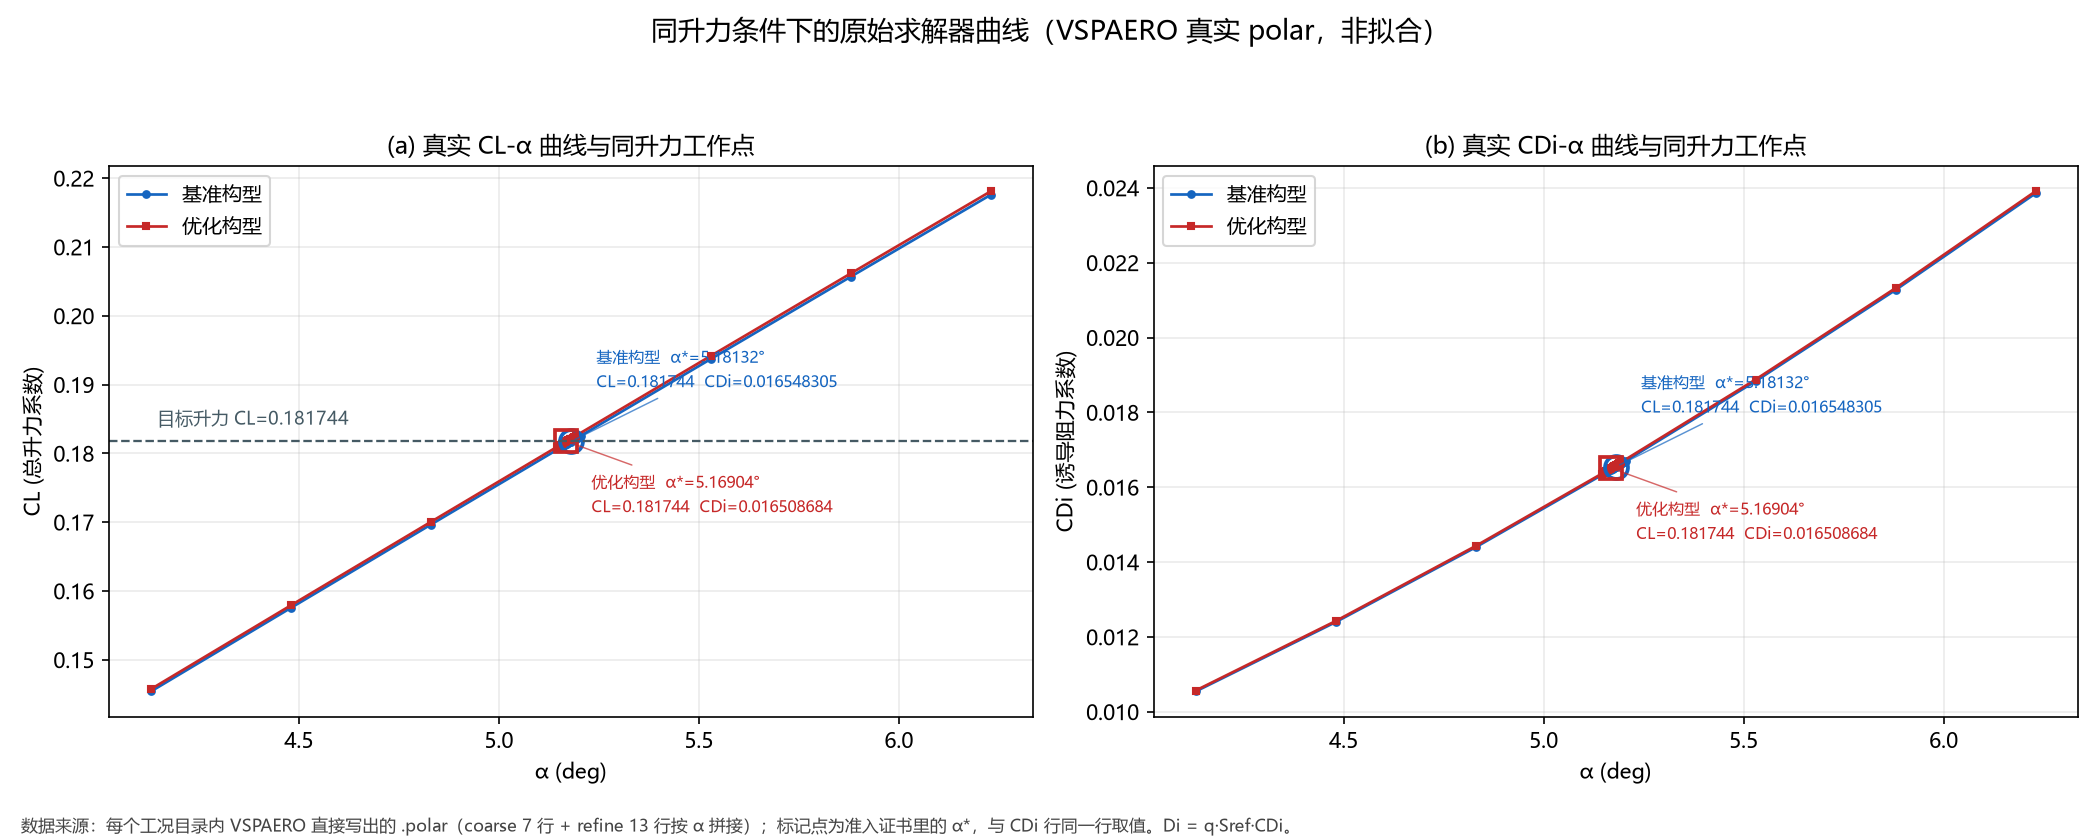 同升力条件下的原始求解器曲线（VSPAERO 真实 polar，非拟合）
(a) 真实 CL-α 曲线与同升力工作点
基准构型
优化构型
0.22
0.21
0.20
0.19
0.18
0.17
0.16
0.15
CL (总升力系数)
目标升力 CL=0.181744
基准构型 α*=5.18132°
CL=0.181744 CDi=0.016548305
优化构型 α*=5.16904°
CL=0.181744 CDi=0.016508684
4.5 5.0 5.5 6.0
α (deg)
(b) 真实 CDi-α 曲线与同升力工作点
基准构型
优化构型
0.024
0.022
0.020
0.018
0.016
0.014
0.012
0.010
CDi (诱导阻力系数)
基准构型 α*=5.18132°
CL=0.181744 CDi=0.016548305
优化构型 α*=5.16904°
CL=0.181744 CDi=0.016508684
4.5 5.0 5.5 6.0
α (deg)
数据来源：每个工况目录内 VSPAERO 直接写出的 .polar（coarse 7 行 + refine 13 行按 α 拼接）；标记点为准入证书里的 α*，与 CDi 行同一行取值。Di = q·Sref·CDi。